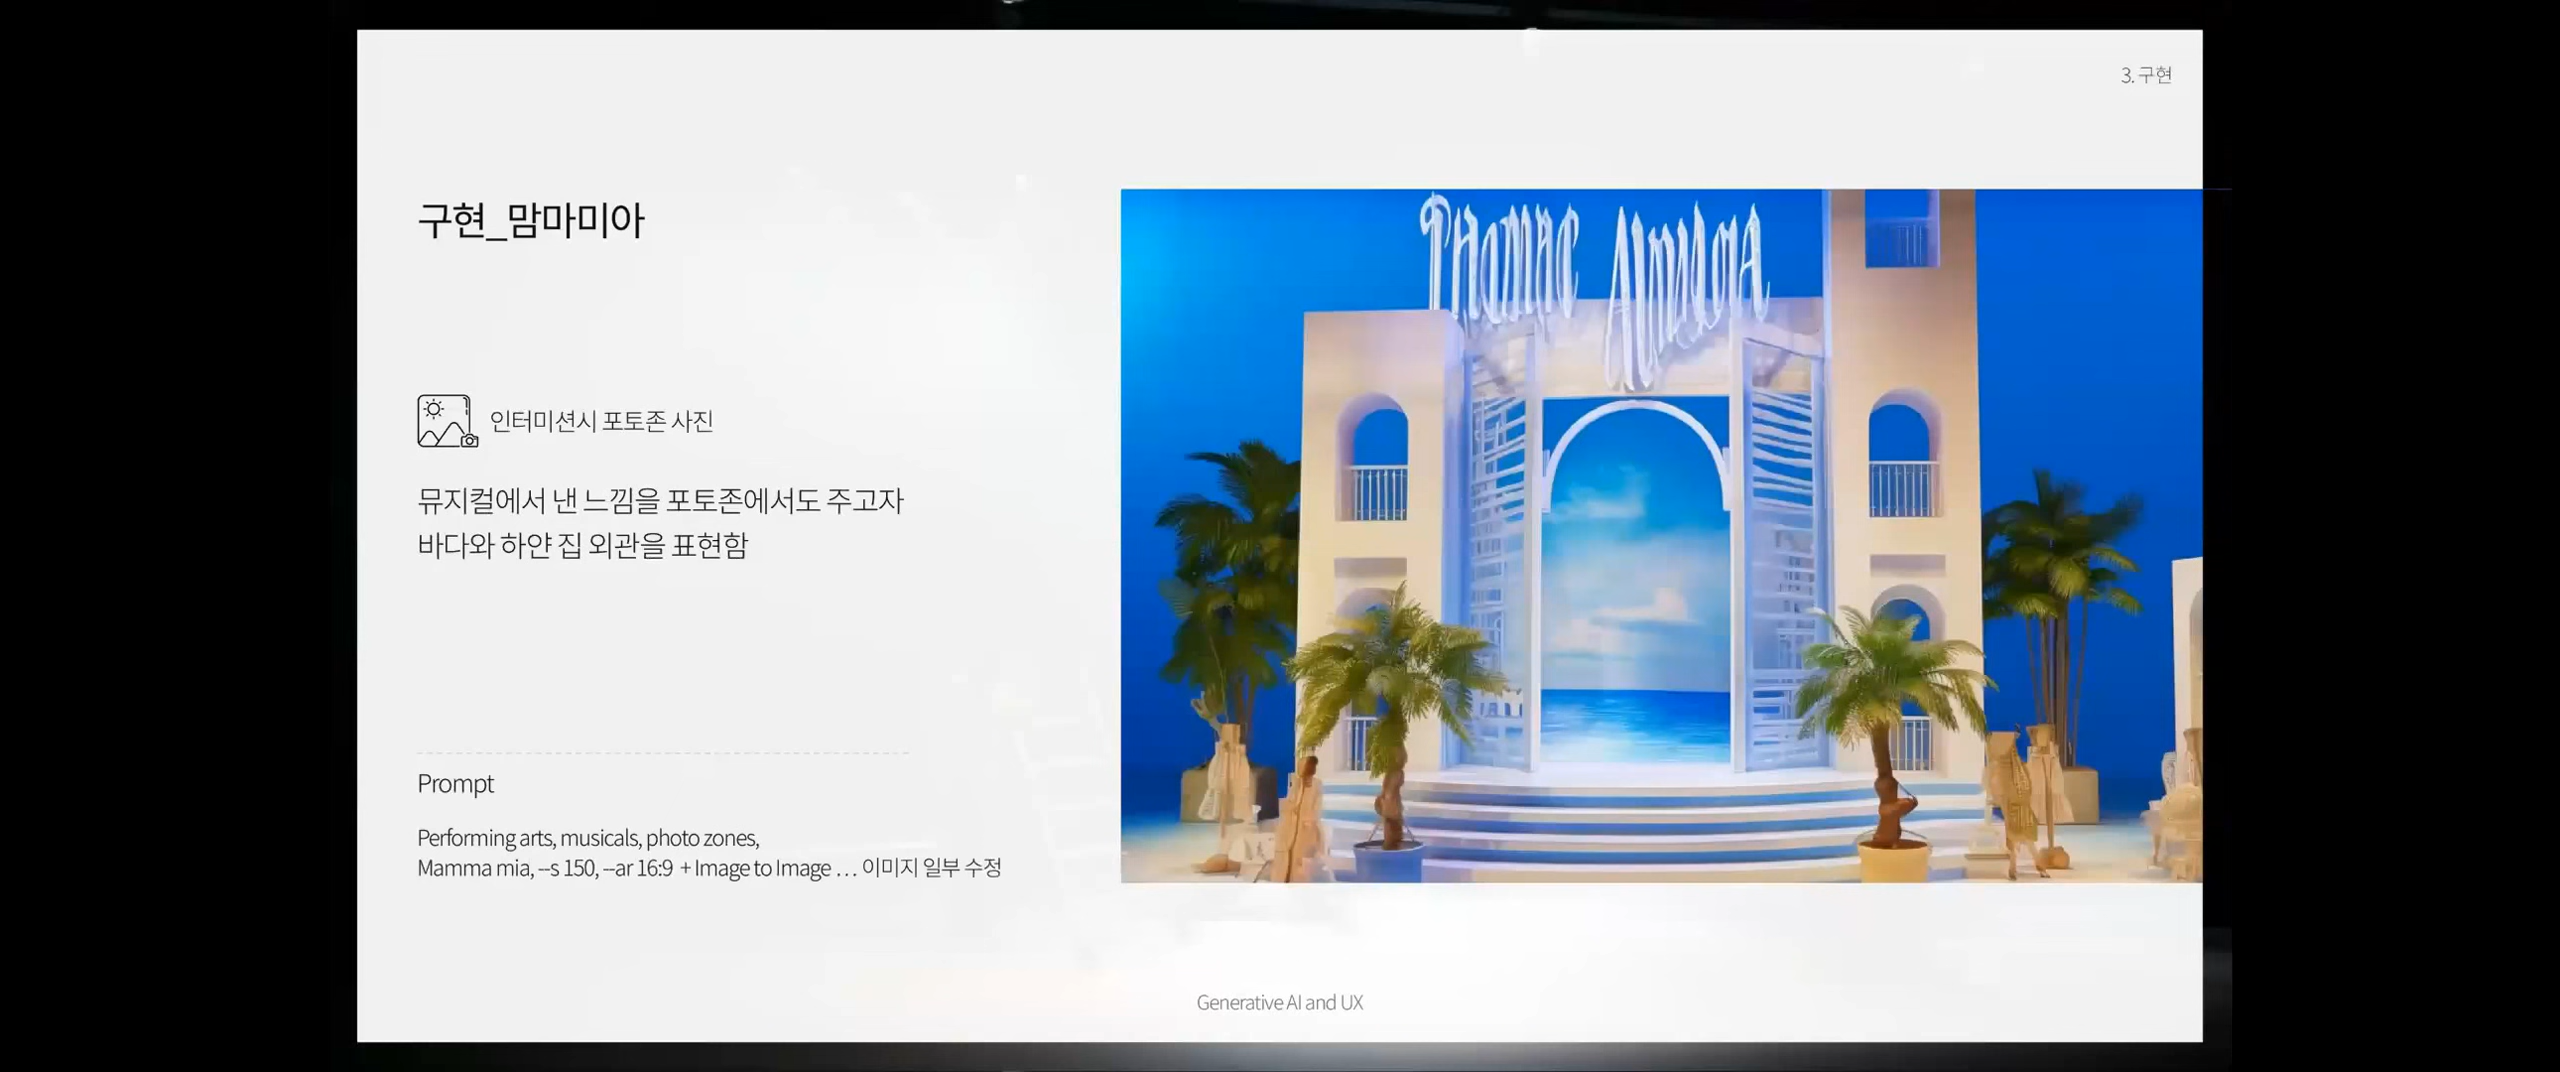 3. 구현
구현_맘마미아
인터미션시 포토존 사진
뮤지컬에서 낸 느낌을 포토존에서도 주고자
바다와 하얀 집 외관을 표현함
Prompt
Performing arts, musicals, photo zones,
Mamma mia, --s 150, --ar 16:9 + Image to Image … 이미지 일부 수정
Generative AI and UX